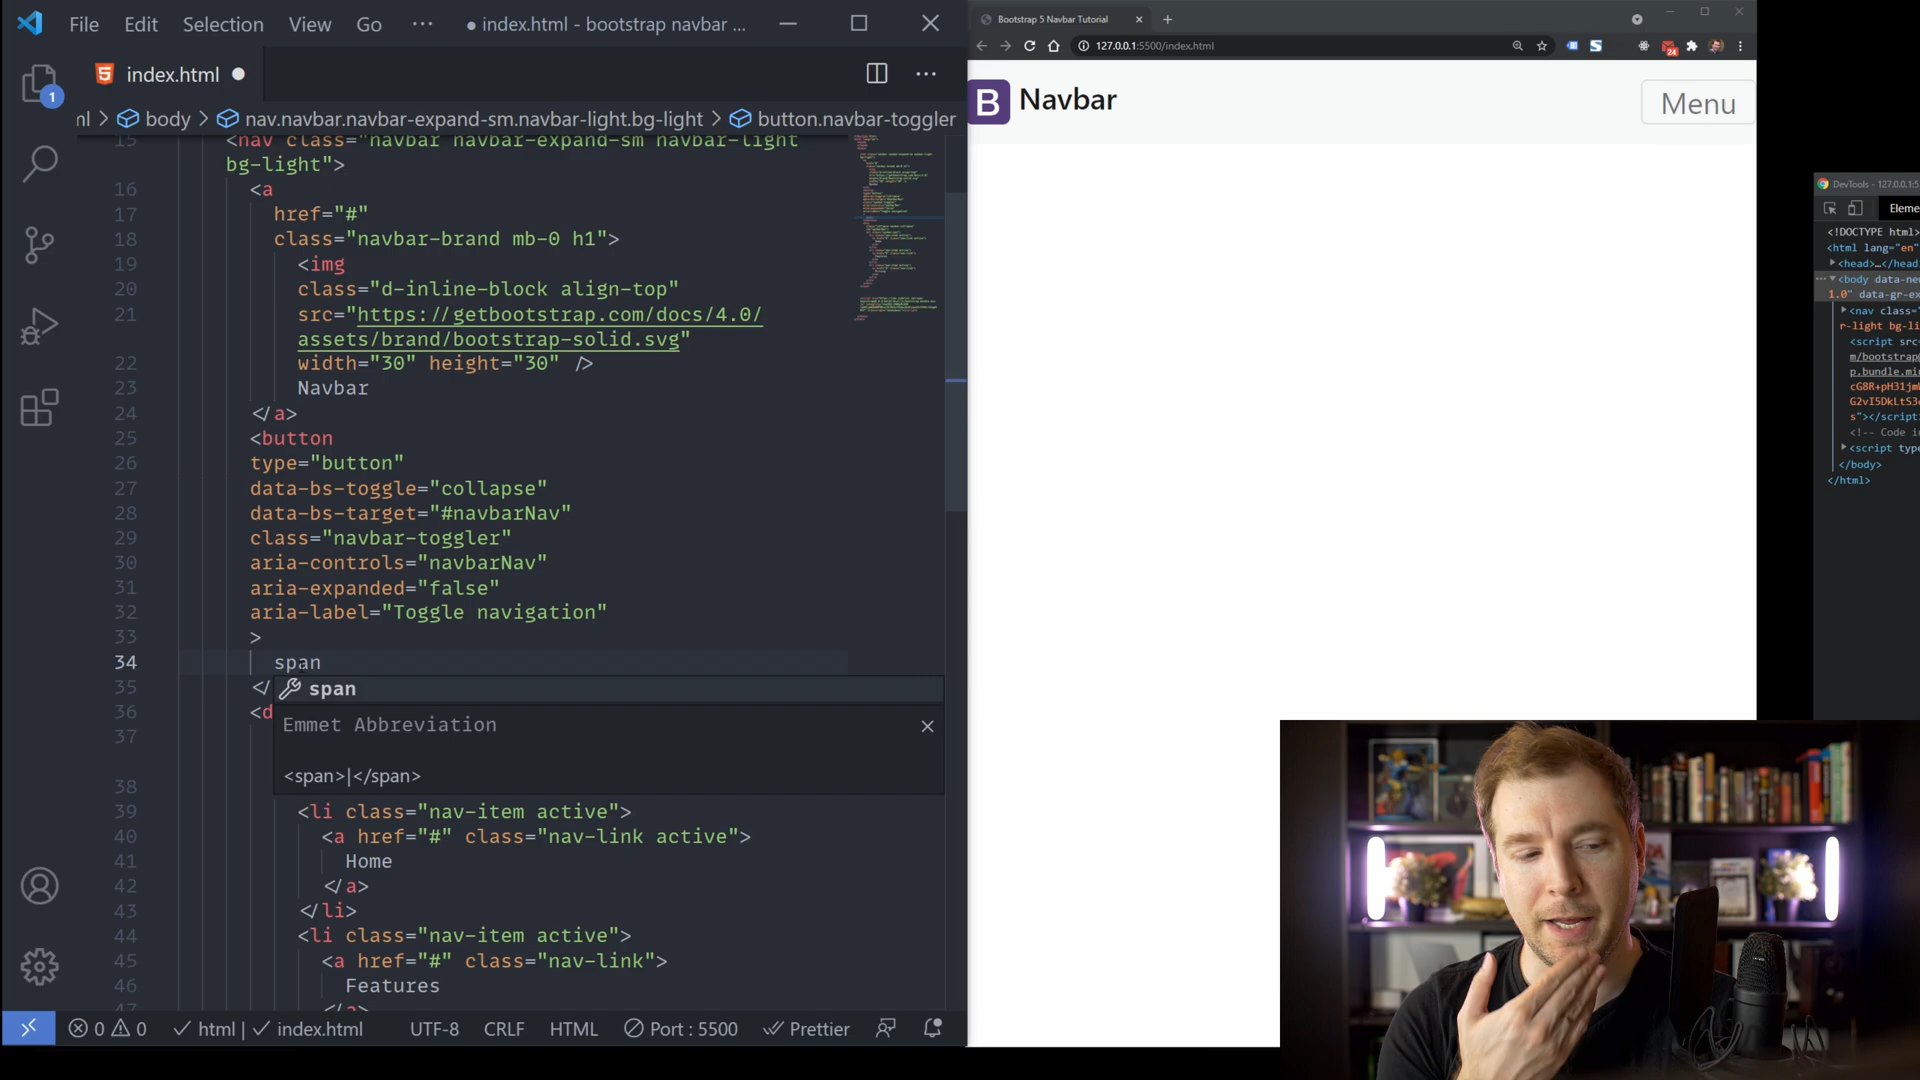 File Edit Selection View Go ··· ● index.html - bootstrap navbar ...
index.html ●
1
ml > body > nav.navbar.navbar-expand-sm.navbar-light.bg-light > button.navbar-toggler
15 <nav class="navbar navbar-expand-sm navbar-light
bg-light">
16 <a
17 href="#"
18 class="navbar-brand mb-0 h1">
19 <img
20 class="d-inline-block align-top"
21 src="https://getbootstrap.com/docs/4.0/
assets/brand/bootstrap-solid.svg"
22 width="30" height="30" />
23 Navbar
24 </a>
25 <button
26 type="button"
27 data-bs-toggle="collapse"
28 data-bs-target="#navbarNav"
29 class="navbar-toggler"
30 aria-controls="navbarNav"
31 aria-expanded="false"
32 aria-label="Toggle navigation"
33 >
34 span
35 </
span
36 <d
Emmet Abbreviation
37
<span>|</span>
38
39 <li class="nav-item active">
40 <a href="#" class="nav-link active">
41 Home
42 </a>
43 </li>
44 <li class="nav-item active">
45 <a href="#" class="nav-link">
46 Features
47 </a>
0 0 html | index.html UTF-8 CRLF HTML Port : 5500 Prettier
Bootstrap 5 Navbar Tutorial
127.0.0.1:5500/index.html
24
B Navbar
Menu
DevTools - 127.0.0.1:5
Eleme
<!DOCTYPE html>
<html lang="en"
<head>…</head
<body data-new
1.0" data-gr-ex
<nav class="
r-light bg-li
<script src=
m/bootstrap@
p.bundle.mi
cG8R+pH31jm
G2vI5DkLtS3
s"></script
<!-- Code in
<script type
</body>
</html>